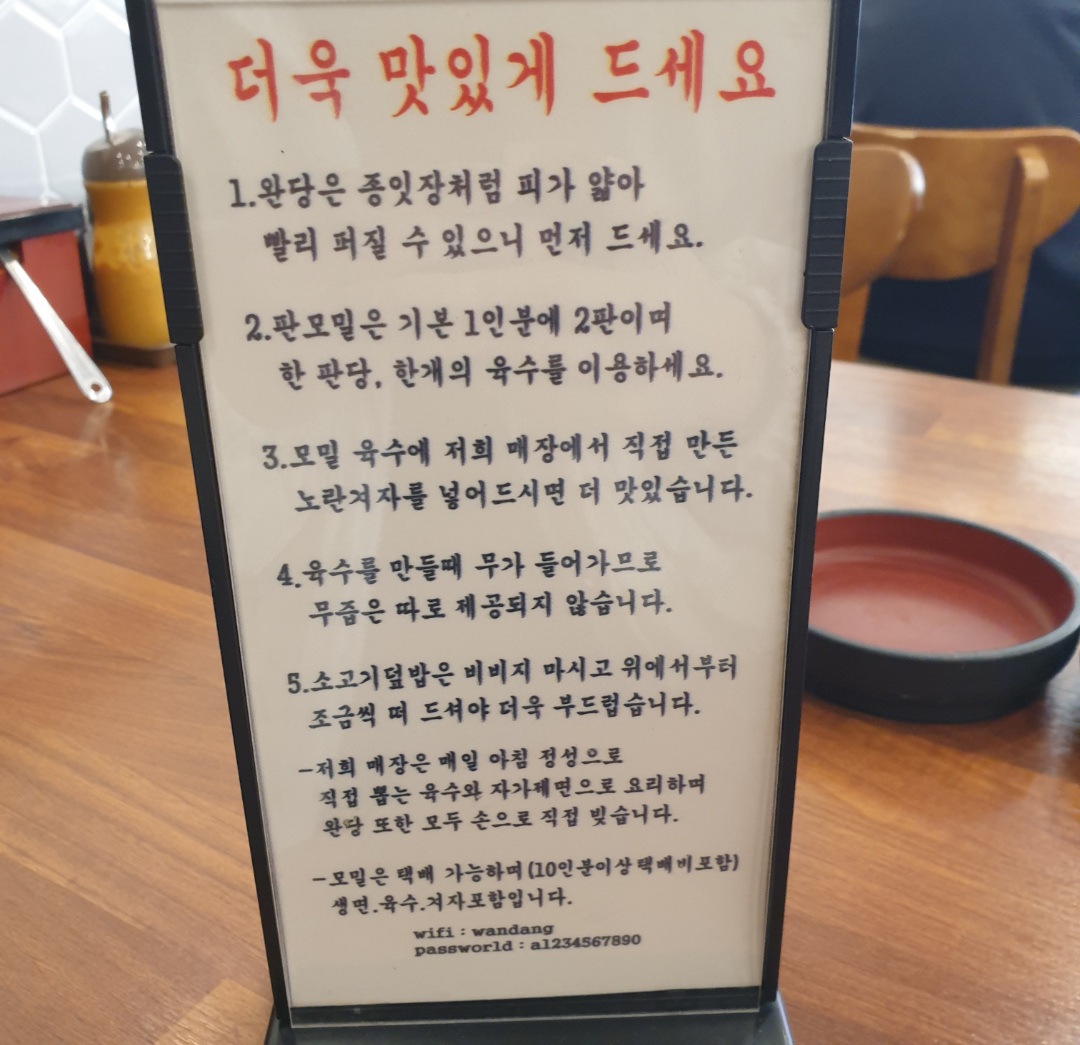 더욱 맛있게 드세요
1.완당은 종잇장처럼 피가 얇아
빨리 퍼질 수 있으니 먼저 드세요.
2.판모밀은 기본 1인분에 2판이며
한 판당, 한개의 육수를 이용하세요.
3.모밀 육수에 저희 매장에서 직접 만든
노란겨자를 넣어드시면 더 맛있습니다.
4.육수를 만들때 무가 들어가므로
무즙은 따로 제공되지 않습니다.
5.소고기덮밥은 비비지 마시고 위에서부터
조금씩 떠 드셔야 더욱 부드럽습니다.
-저희 매장은 매일 아침 정성으로
직접 뽑는 육수와 자가제면으로 요리하며
완당 또한 모두 손으로 직접 빚습니다.
-모밀은 택배 가능하며(10인분이상택배비포함)
생면.육수.겨자포함입니다.
wifi : wandang
passworld : a1234567890